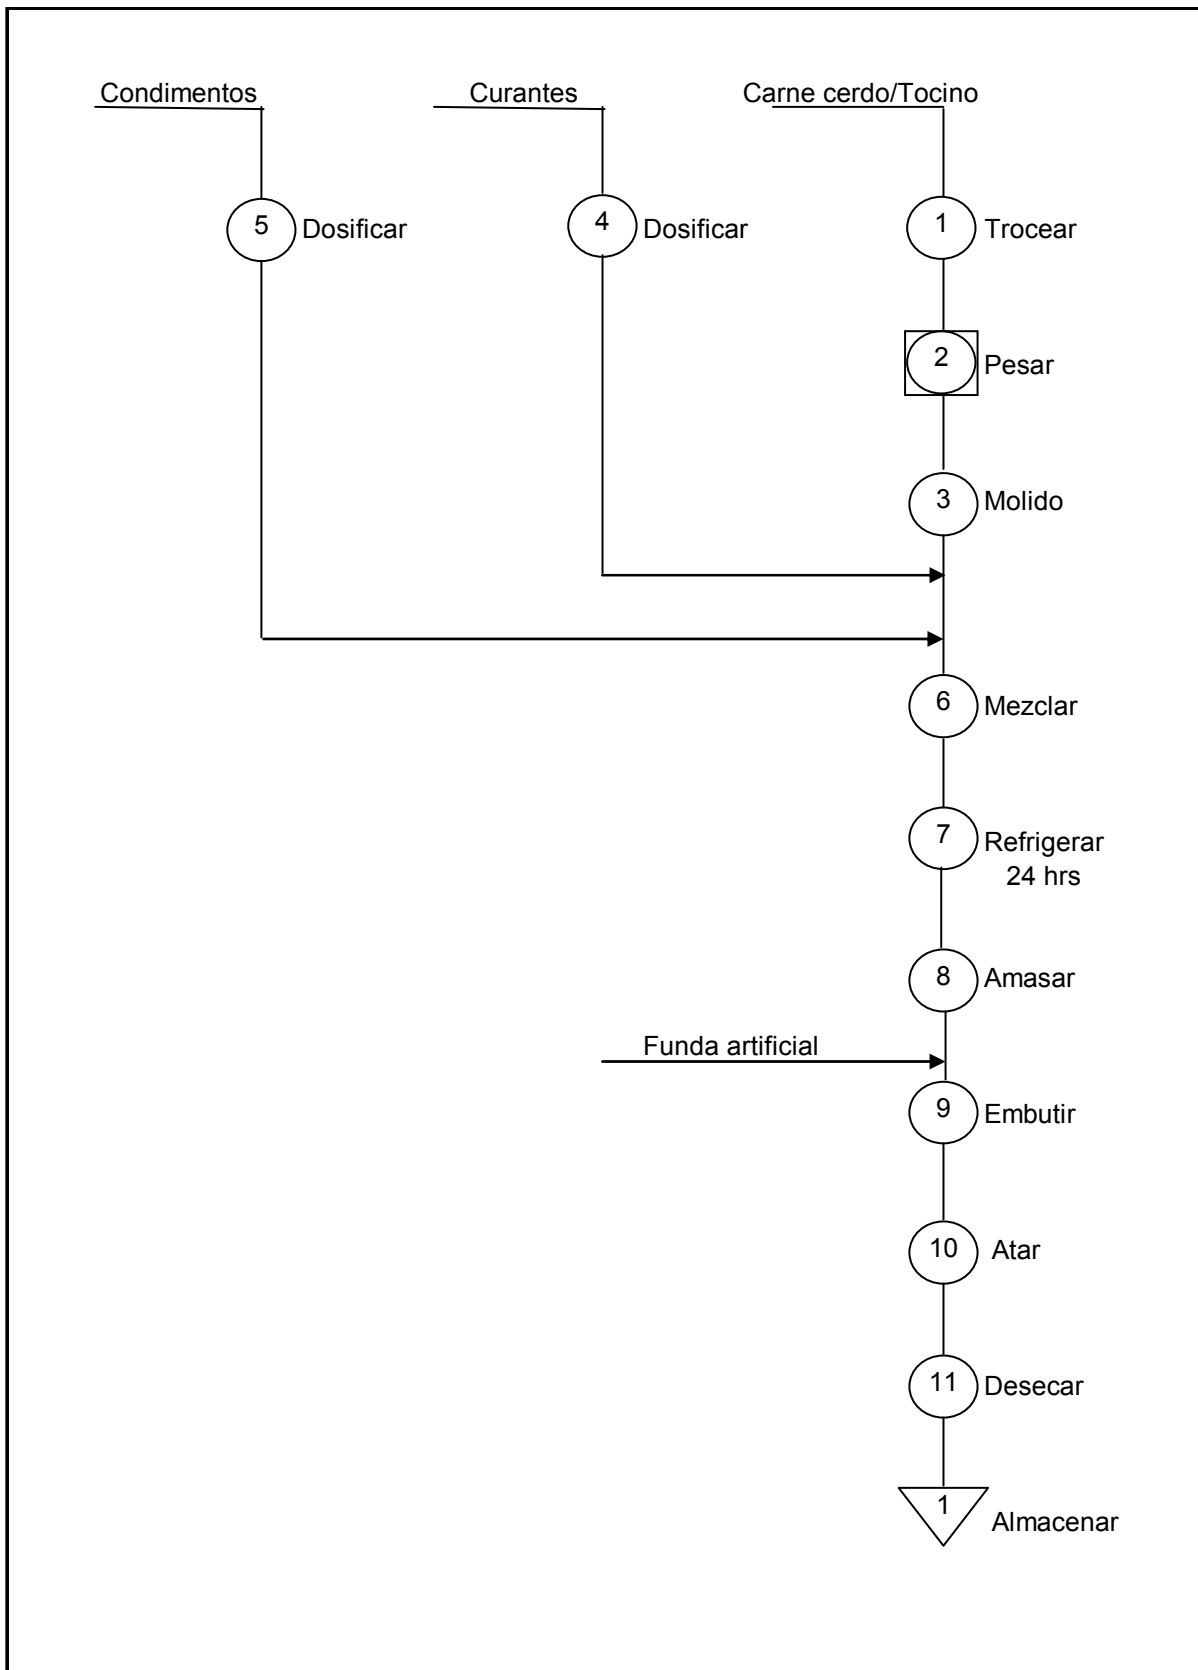 Condimentos
Curantes
Carne cerdo/Tocino
5 Dosificar
4 Dosificar
1 Trocear
2 Pesar
3 Molido
6 Mezclar
7 Refrigerar
24 hrs
8 Amasar
Funda artificial
9 Embutir
10 Atar
11 Desecar
1 Almacenar